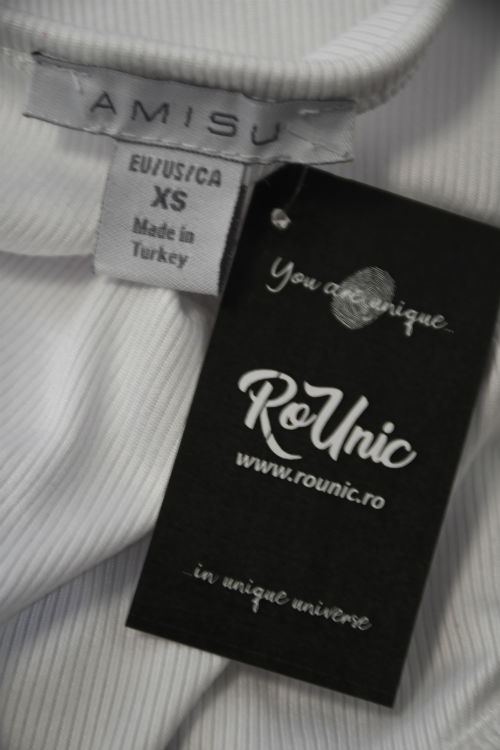 AMISU
EU/US/CA
XS
Made in
Turkey
You are unique...
RoUnic
www.rounic.ro
...in unique universe